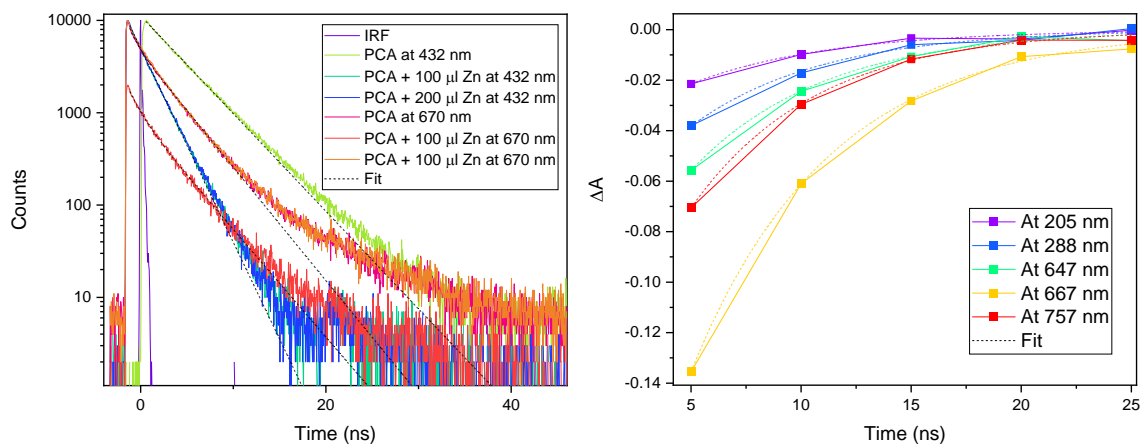 10000
1000
100
10
Counts
0
20
40
Time (ns)
IRF
PCA at 432 nm
PCA + 100 µl Zn at 432 nm
PCA + 200 µl Zn at 432 nm
PCA at 670 nm
PCA + 100 µl Zn at 670 nm
PCA + 100 µl Zn at 670 nm
Fit
0.00
-0.02
-0.04
-0.06
-0.08
-0.10
-0.12
-0.14
ΔA
5
10
15
20
25
Time (ns)
At 205 nm
At 288 nm
At 647 nm
At 667 nm
At 757 nm
Fit